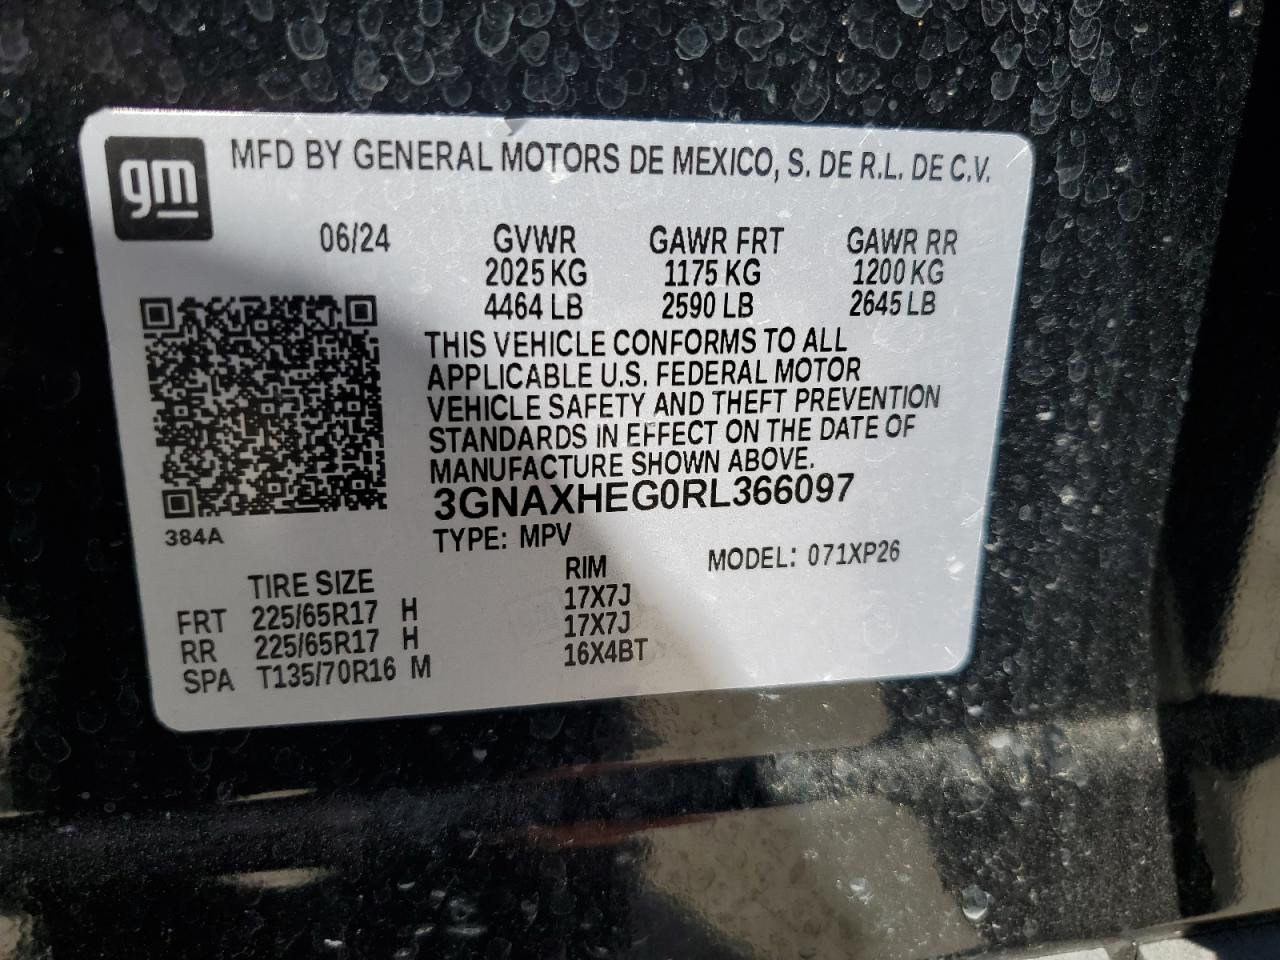 gm
MFD BY GENERAL MOTORS DE MEXICO, S. DE R.L. DE C.V.
06/24 GVWR GAWR FRT GAWR RR
2025 KG 1175 KG 1200 KG
4464 LB 2590 LB 2645 LB
THIS VEHICLE CONFORMS TO ALL
APPLICABLE U.S. FEDERAL MOTOR
VEHICLE SAFETY AND THEFT PREVENTION
STANDARDS IN EFFECT ON THE DATE OF
MANUFACTURE SHOWN ABOVE.
3GNAXHEG0RL366097
384A
TYPE: MPV MODEL: 071XP26
TIRE SIZE RIM
FRT 225/65R17 H 17X7J
RR 225/65R17 H 17X7J
SPA T135/70R16 M 16X4BT